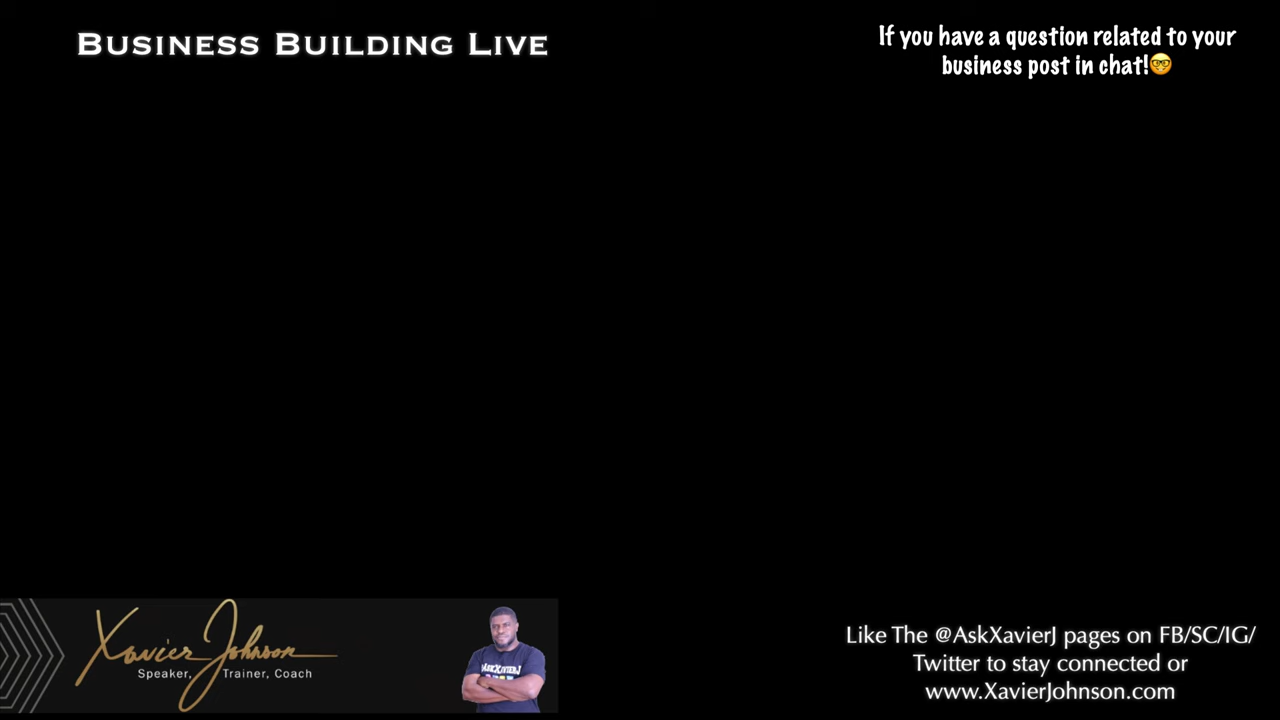 BUSINESS BUILDING LIVE
If you have a question related to your
business post in chat!🤓
Xavier Johnson
Speaker, Trainer, Coach
ASKXAVIERJ
Like The @AskXavierJ pages on FB/SC/IG/
Twitter to stay connected or
www.XavierJohnson.com